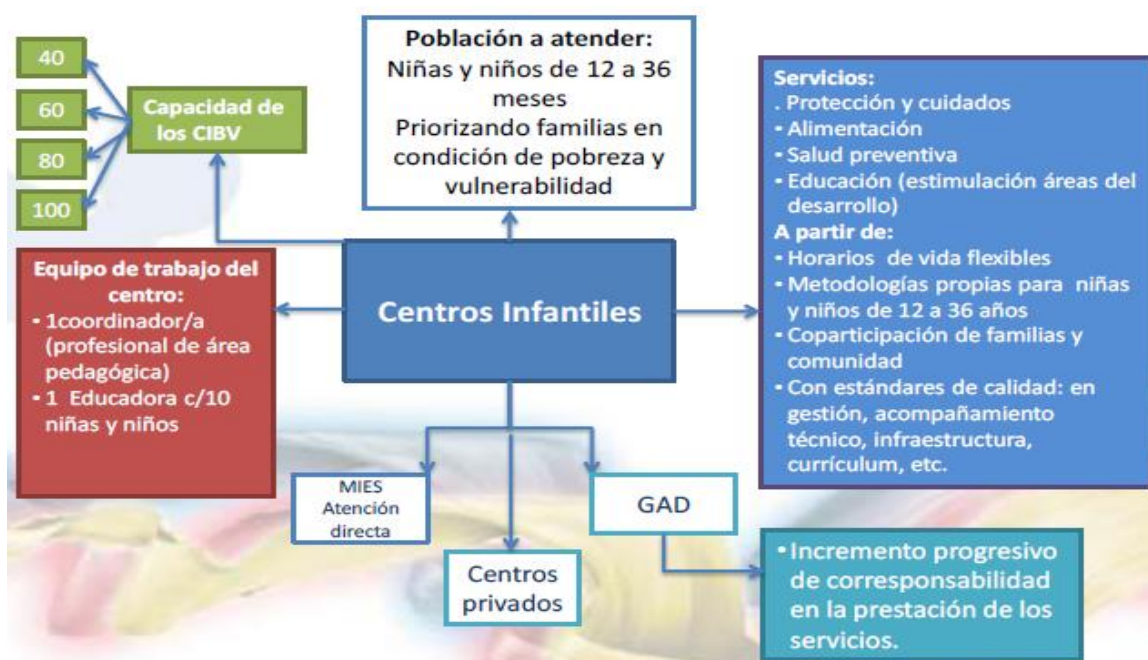 40
60
80
100
Capacidad de
los CIBV
Población a atender:
Niñas y niños de 12 a 36
meses
Priorizando familias en
condición de pobreza y
vulnerabilidad
Servicios:
. Protección y cuidados
• Alimentación
• Salud preventiva
• Educación (estimulación áreas del
desarrollo)
A partir de:
• Horarios de vida flexibles
• Metodologías propias para niñas
y niños de 12 a 36 años
• Coparticipación de familias y
comunidad
• Con estándares de calidad: en
gestión, acompañamiento
técnico, infraestructura,
currículum, etc.
Equipo de trabajo del
centro:
• 1coordinador/a
(profesional de área
pedagógica)
• 1 Educadora c/10
niñas y niños
Centros Infantiles
MIES
Atención
directa
Centros
privados
GAD
• Incremento progresivo
de corresponsabilidad
en la prestación de los
servicios.